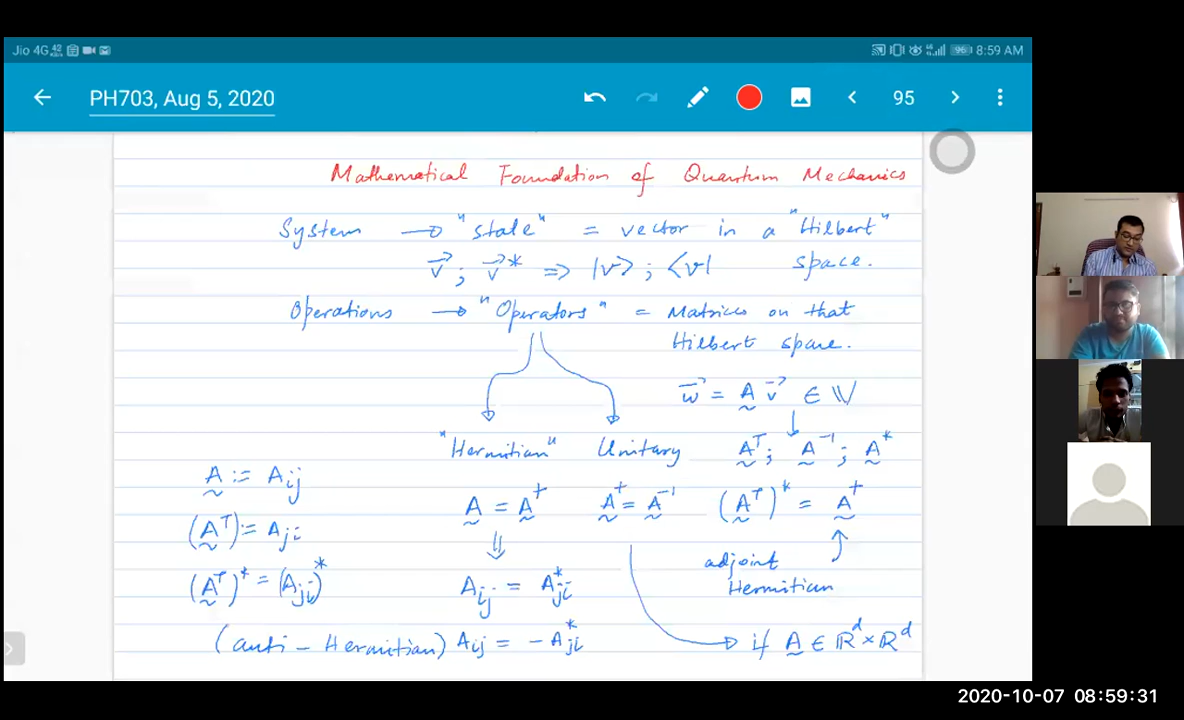 Jio 4G 8:59 AM
PH703, Aug 5, 2020 95
Mathematical Foundation of Quantum Mechanics
System → "state" = vector in a "Hilbert" space.
v⃗ ; v⃗* ⇒ |v⟩ ; ⟨v|
Operations → "Operators" = Matrices on that
Hilbert space.
w⃗ = A v⃗ ∈ V
"Hermitian" Unitary Aᵀ; A⁻¹; A*
A := Aij
A = A† A† = A⁻¹ (Aᵀ)* = A†
(Aᵀ) := Aji
adjoint
Hermitian
(Aᵀ)* = (Aji)* Aij = A*ji
(anti - Hermitian) Aij = - A*ji → if A ∈ ℝᵈ × ℝᵈ
2020-10-07 08:59:31